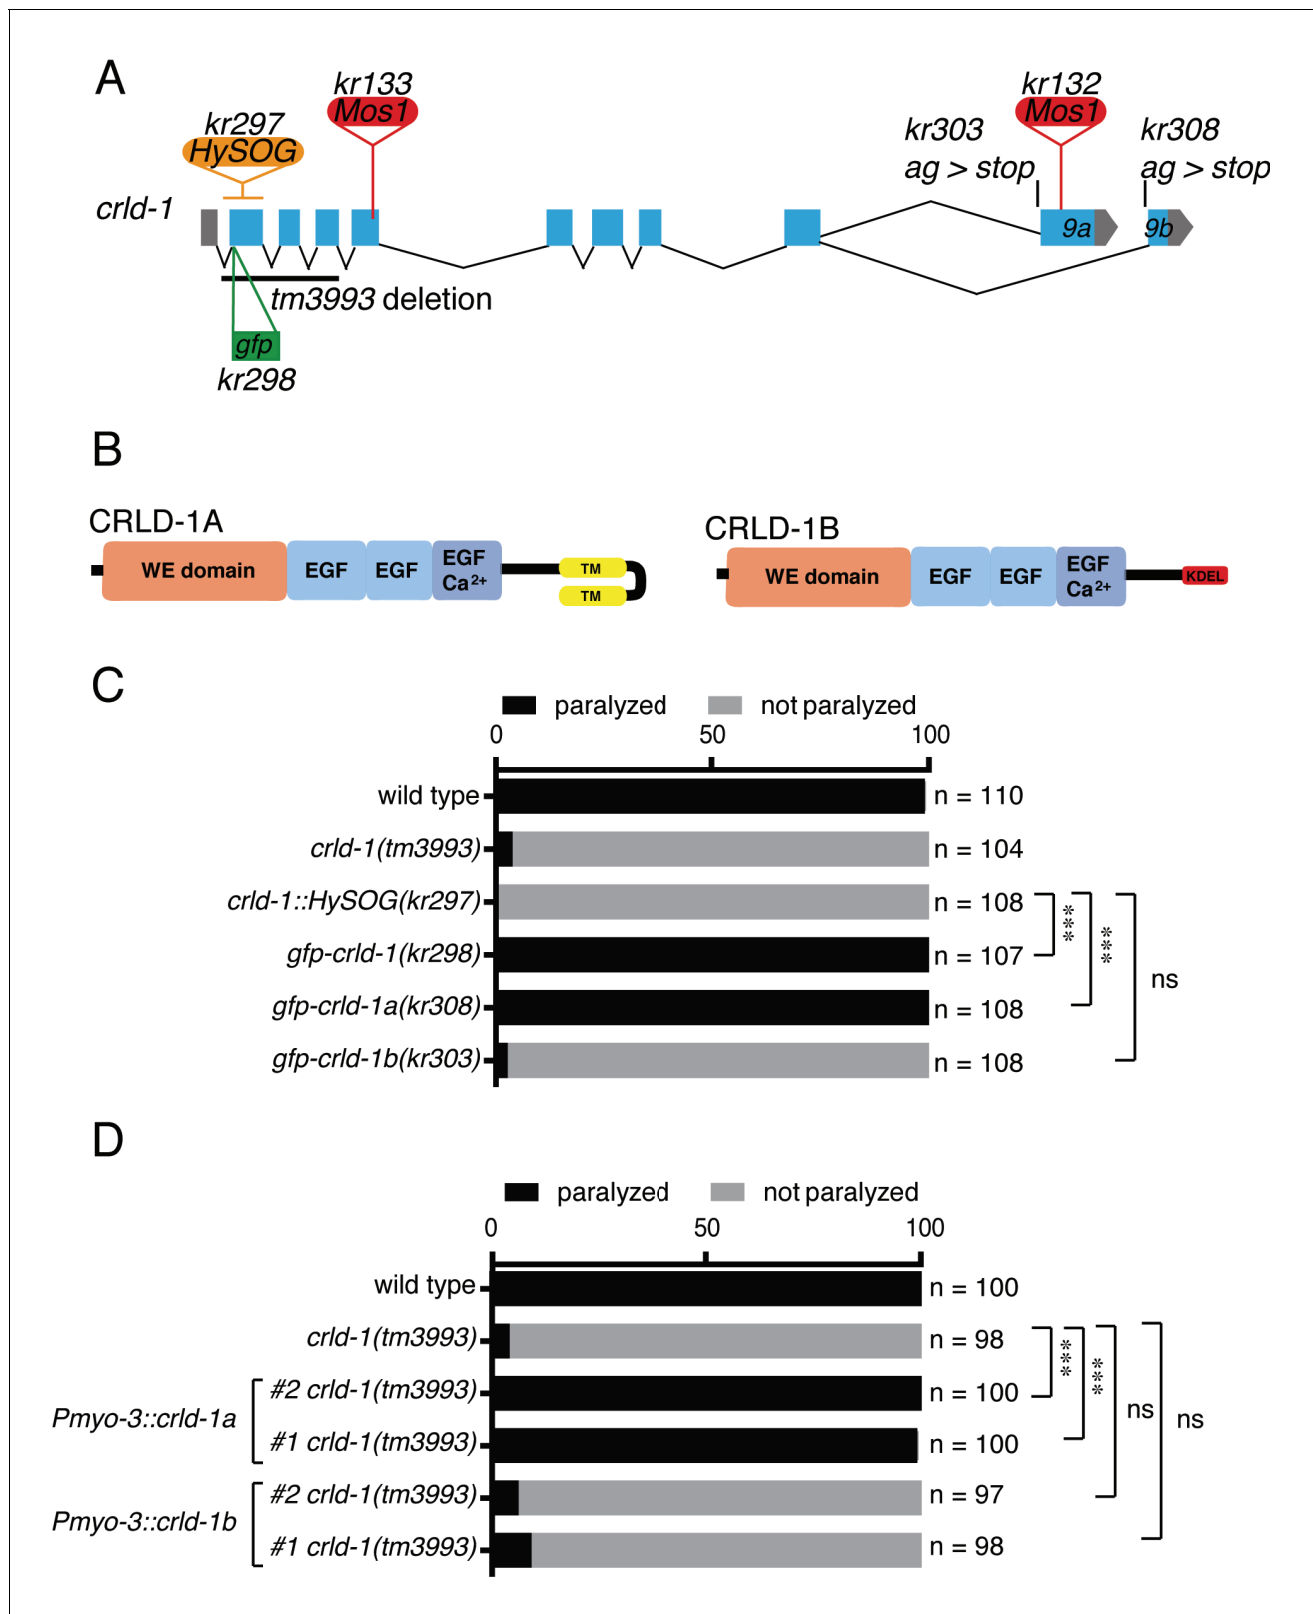 A
kr297
HySOG
kr133
Mos1
kr303
ag > stop
kr132
Mos1
kr308
ag > stop
crld-1
9a
9b
tm3993 deletion
gfp
kr298
B
CRLD-1A
WE domain
EGF
EGF
EGF
Ca2+
TM
TM
CRLD-1B
WE domain
EGF
EGF
EGF
Ca2+
KDEL
C
paralyzed not paralyzed
0 50 100
wild type n = 110
crld-1(tm3993) n = 104
crld-1::HySOG(kr297) n = 108
gfp-crld-1(kr298) n = 107
gfp-crld-1a(kr308) n = 108
gfp-crld-1b(kr303) n = 108
***
***
ns
D
paralyzed not paralyzed
0 50 100
wild type n = 100
crld-1(tm3993) n = 98
Pmyo-3::crld-1a
#2 crld-1(tm3993) n = 100
#1 crld-1(tm3993) n = 100
Pmyo-3::crld-1b
#2 crld-1(tm3993) n = 97
#1 crld-1(tm3993) n = 98
***
***
ns
ns